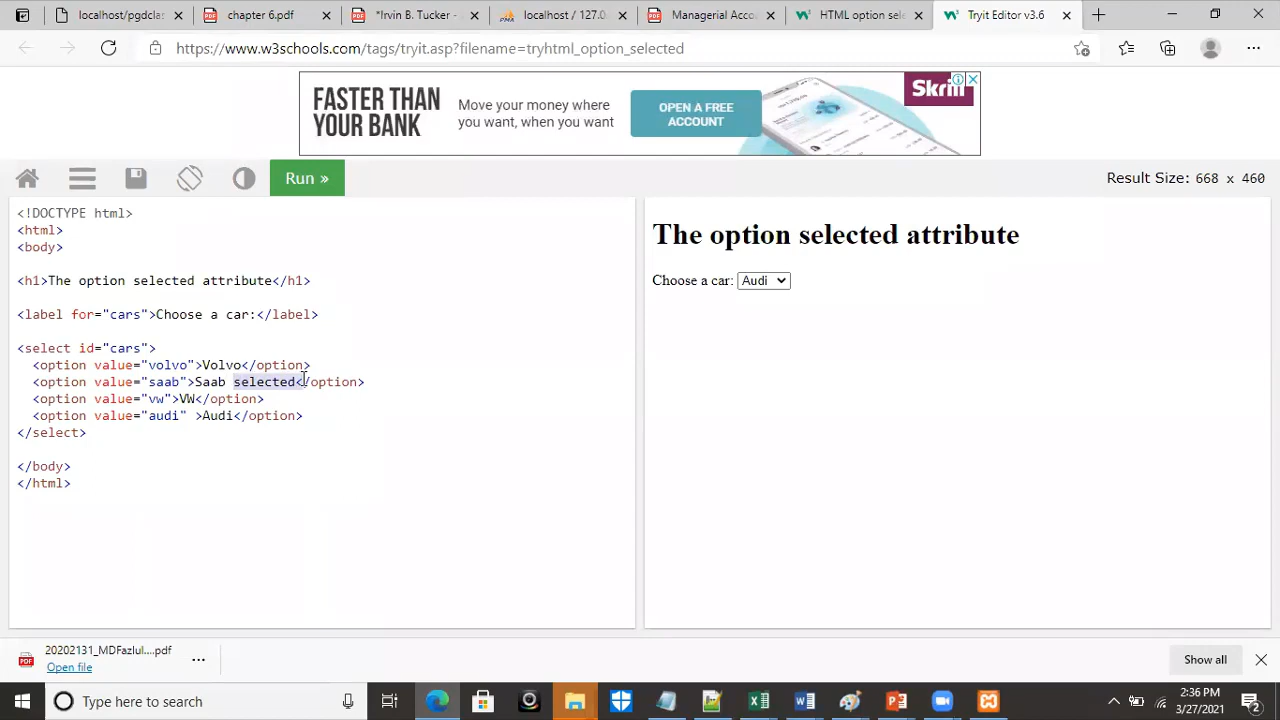 localhost/pgdclas
chapter 6.pdf
*Irvin B. Tucker -
localhost / 127.0
Managerial Acco
HTML option sele
Tryit Editor v3.6
https://www.w3schools.com/tags/tryit.asp?filename=tryhtml_option_selected
FASTER THAN
YOUR BANK
Move your money where
you want, when you want
OPEN A FREE
ACCOUNT
Skrill
Run »
Result Size: 668 x 460
<!DOCTYPE html>
<html>
<body>
<h1>The option selected attribute</h1>
<label for="cars">Choose a car:</label>
<select id="cars">
<option value="volvo">Volvo</option>
<option value="saab">Saab selected</option>
<option value="vw">VW</option>
<option value="audi" >Audi</option>
</select>
</body>
</html>
The option selected attribute
Choose a car: Audi
20202131_MDFazlul....pdf
Open file
Show all
Type here to search
2:36 PM
3/27/2021
2